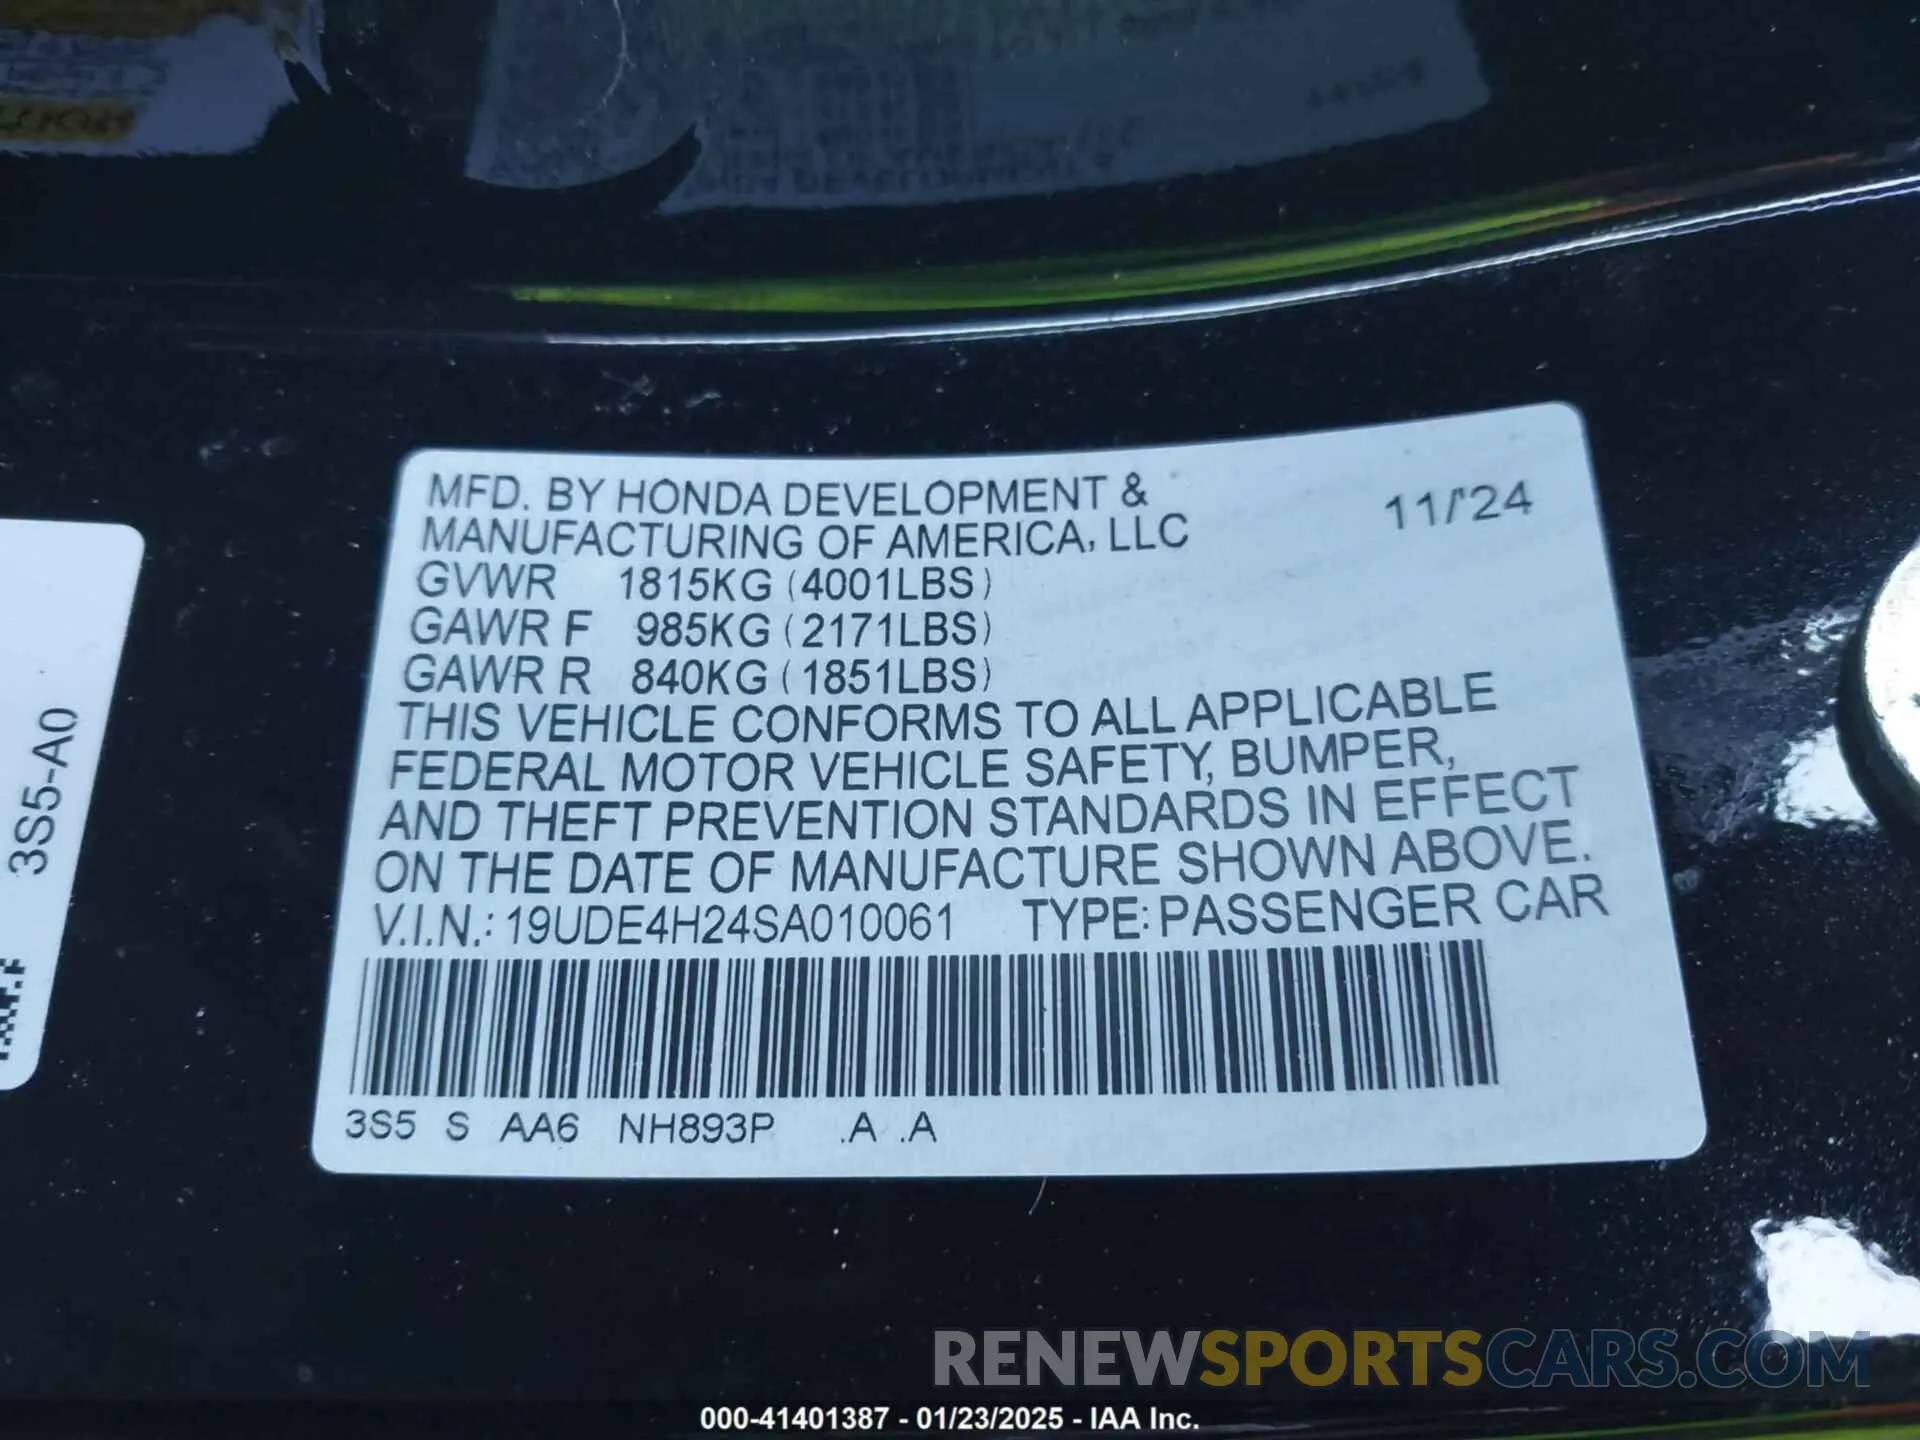 MFD. BY HONDA DEVELOPMENT &
MANUFACTURING OF AMERICA, LLC
11/'24
GVWR 1815KG (4001LBS)
GAWR F 985KG (2171LBS)
GAWR R 840KG (1851LBS)
THIS VEHICLE CONFORMS TO ALL APPLICABLE
FEDERAL MOTOR VEHICLE SAFETY, BUMPER,
AND THEFT PREVENTION STANDARDS IN EFFECT
ON THE DATE OF MANUFACTURE SHOWN ABOVE.
V.I.N.: 19UDE4H24SA010061 TYPE: PASSENGER CAR
3S5 S AA6 NH893P .A .A
3S5-A0
RENEWSPORTSCARS.COM
000-41401387 - 01/23/2025 - IAA Inc.